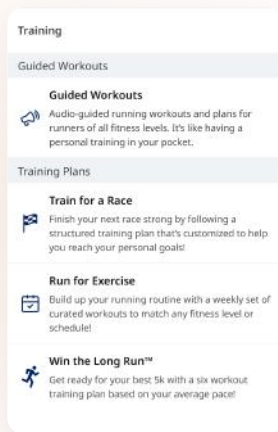 Training
Guided Workouts
Guided Workouts
Audio-guided running workouts and plans for
runners of all fitness levels. It's like having a
personal training in your pocket.
Training Plans
Train for a Race
Finish your next race strong by following a
structured training plan that's customized to help
you reach your personal goals!
Run for Exercise
Build up your running routine with a weekly set of
curated workouts to match any fitness level or
schedule!
Win the Long Run™
Get ready for your best 5k with a six workout
training plan based on your average pace!